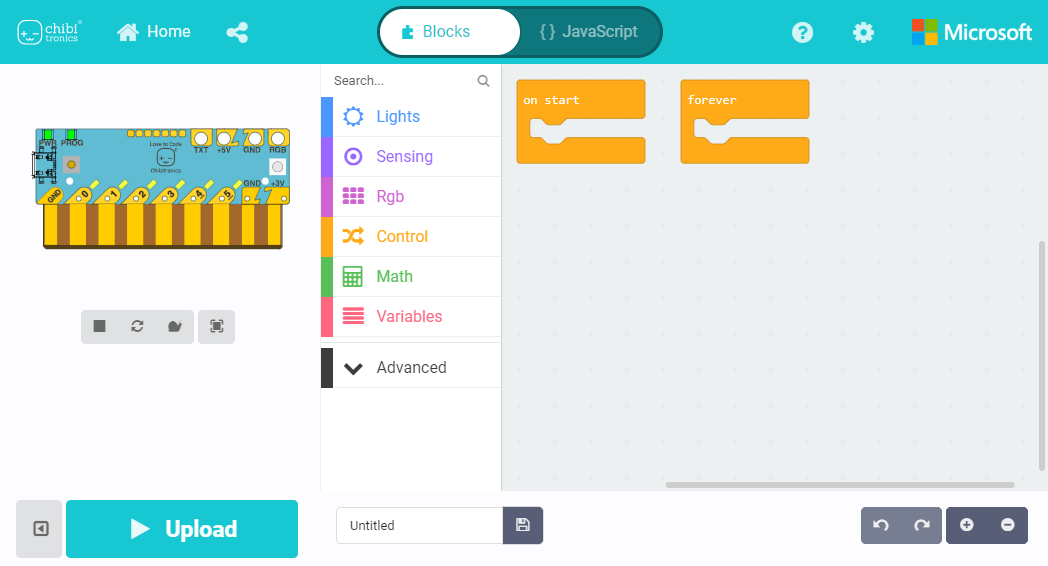 chibi
tronics
Home
Blocks
{ } JavaScript
Microsoft
Search...
Lights
Sensing
Rgb
Control
Math
Variables
Advanced
on start
forever
PWR PROG
Love to Code
Chibitronics
TXT +5V GND RGB
GND +3V
GND 0 1 2 3 4 5
Upload
Untitled